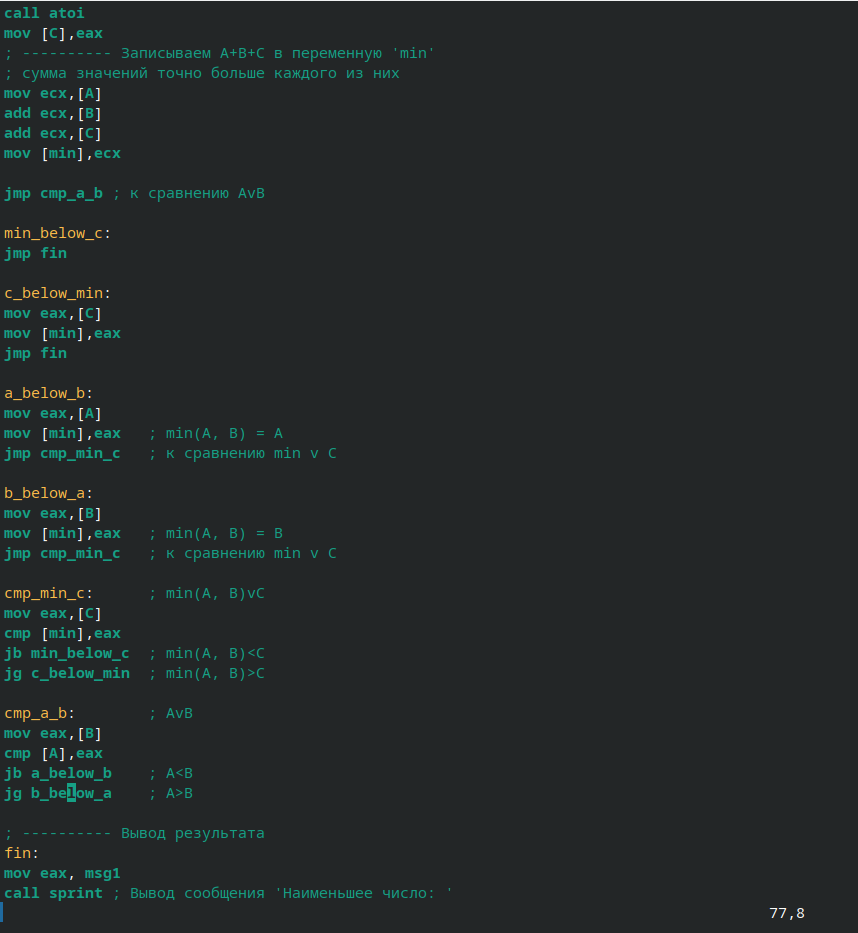 call atoi
mov [C],eax
; ---------- Записываем A+B+C в переменную 'min'
; сумма значений точно больше каждого из них
mov ecx,[A]
add ecx,[B]
add ecx,[C]
mov [min],ecx
jmp cmp_a_b ; к сравнению AvB
min_below_c:
jmp fin
c_below_min:
mov eax,[C]
mov [min],eax
jmp fin
a_below_b:
mov eax,[A]
mov [min],eax   ; min(A, B) = A
jmp cmp_min_c   ; к сравнению min v C
b_below_a:
mov eax,[B]
mov [min],eax   ; min(A, B) = B
jmp cmp_min_c   ; к сравнению min v C
cmp_min_c:      ; min(A, B)vC
mov eax,[C]
cmp [min],eax
jb min_below_c  ; min(A, B)<C
jg c_below_min  ; min(A, B)>C
cmp_a_b:        ; AvB
mov eax,[B]
cmp [A],eax
jb a_below_b    ; A<B
jg b_below_a    ; A>B
; ---------- Вывод результата
fin:
mov eax, msg1
call sprint ; Вывод сообщения 'Наименьшее число: '
77,8